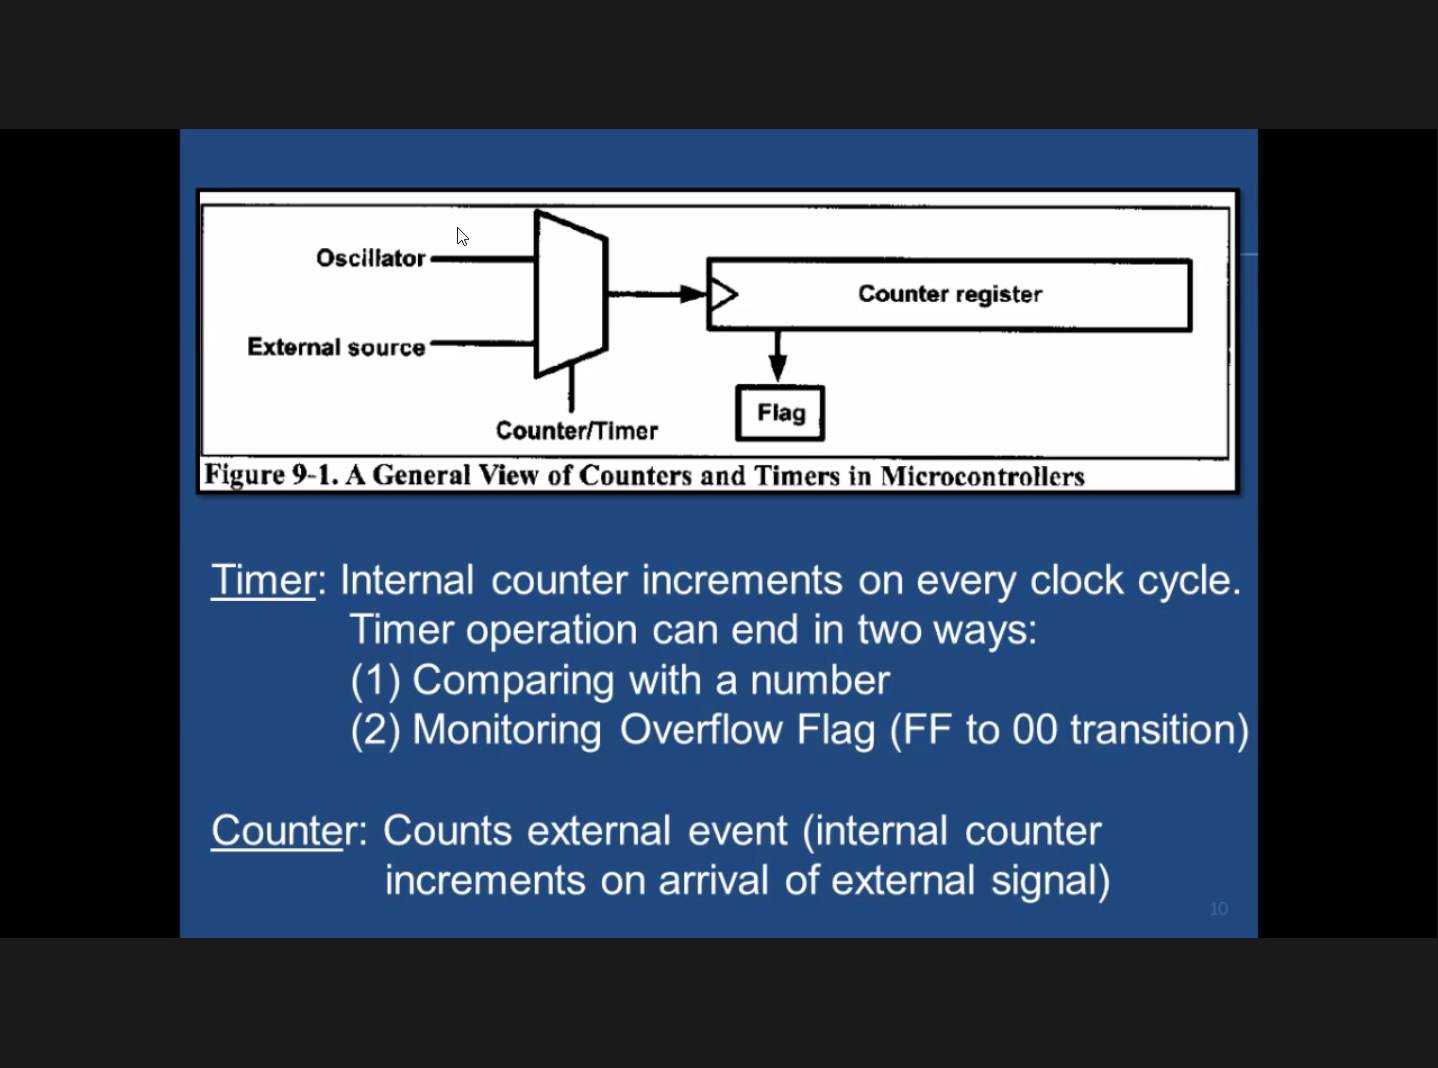 Oscillator
External source
Counter/Timer
Counter register
Flag
Figure 9-1. A General View of Counters and Timers in Microcontrollers
Timer: Internal counter increments on every clock cycle.
Timer operation can end in two ways:
(1) Comparing with a number
(2) Monitoring Overflow Flag (FF to 00 transition)
Counter: Counts external event (internal counter
increments on arrival of external signal)
10